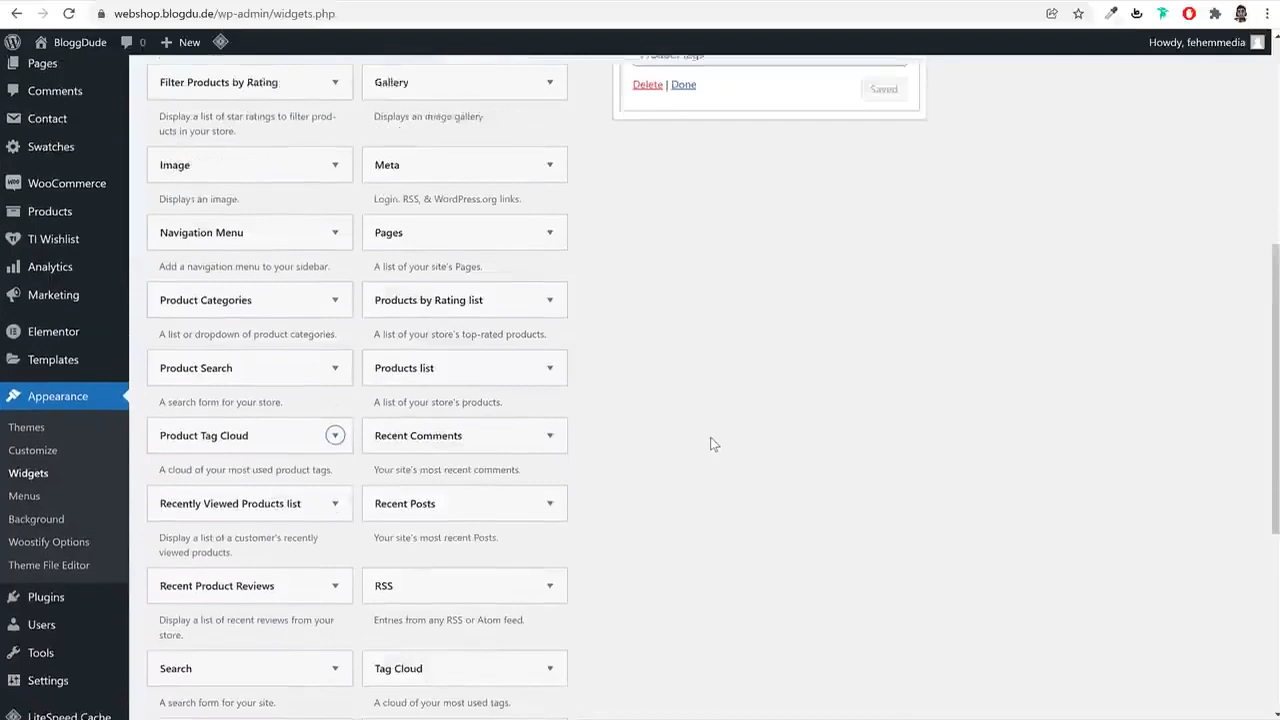 webshop.blogdu.de/wp-admin/widgets.php
BloggDude
0
New
Howdy, fehemmedia
Pages
Comments
Contact
Swatches
WooCommerce
Products
TI Wishlist
Analytics
Marketing
Elementor
Templates
Appearance
Themes
Customize
Widgets
Menus
Background
Woostify Options
Theme File Editor
Plugins
Users
Tools
Settings
LiteSpeed Cache
Filter Products by Rating
Display a list of star ratings to filter prod-
ucts in your store.
Gallery
Displays an image gallery
Image
Displays an image.
Meta
Login, RSS, & WordPress.org links.
Navigation Menu
Add a navigation menu to your sidebar.
Pages
A list of your site's Pages.
Product Categories
A list or dropdown of product categories.
Products by Rating list
A list of your store's top-rated products.
Product Search
A search form for your store.
Products list
A list of your store's products.
Product Tag Cloud
A cloud of your most used product tags.
Recent Comments
Your site's most recent comments.
Recently Viewed Products list
Display a list of a customer's recently
viewed products.
Recent Posts
Your site's most recent Posts.
Recent Product Reviews
Display a list of recent reviews from your
store.
RSS
Entries from any RSS or Atom feed.
Search
A search form for your site.
Tag Cloud
A cloud of your most used tags.
Delete | Done
Saved